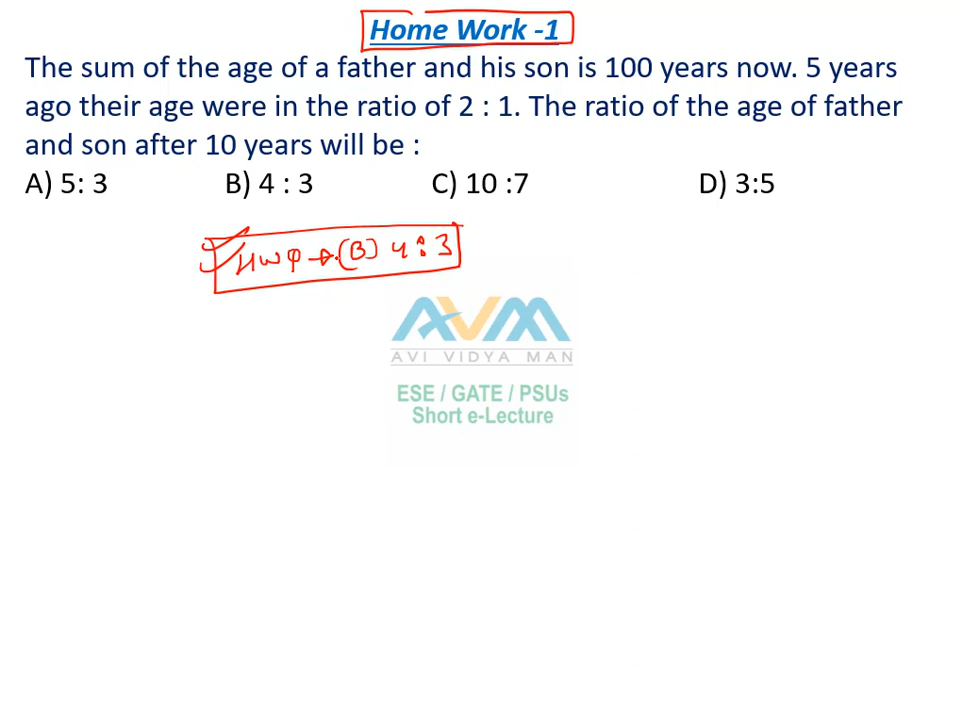 Home Work -1
The sum of the age of a father and his son is 100 years now. 5 years
ago their age were in the ratio of 2 : 1. The ratio of the age of father
and son after 10 years will be :
A) 5: 3 B) 4 : 3 C) 10 :7 D) 3:5
HW φ → (B) 4 : 3
AVM
AVI VIDYA MAN
ESE / GATE / PSUs
Short e-Lecture